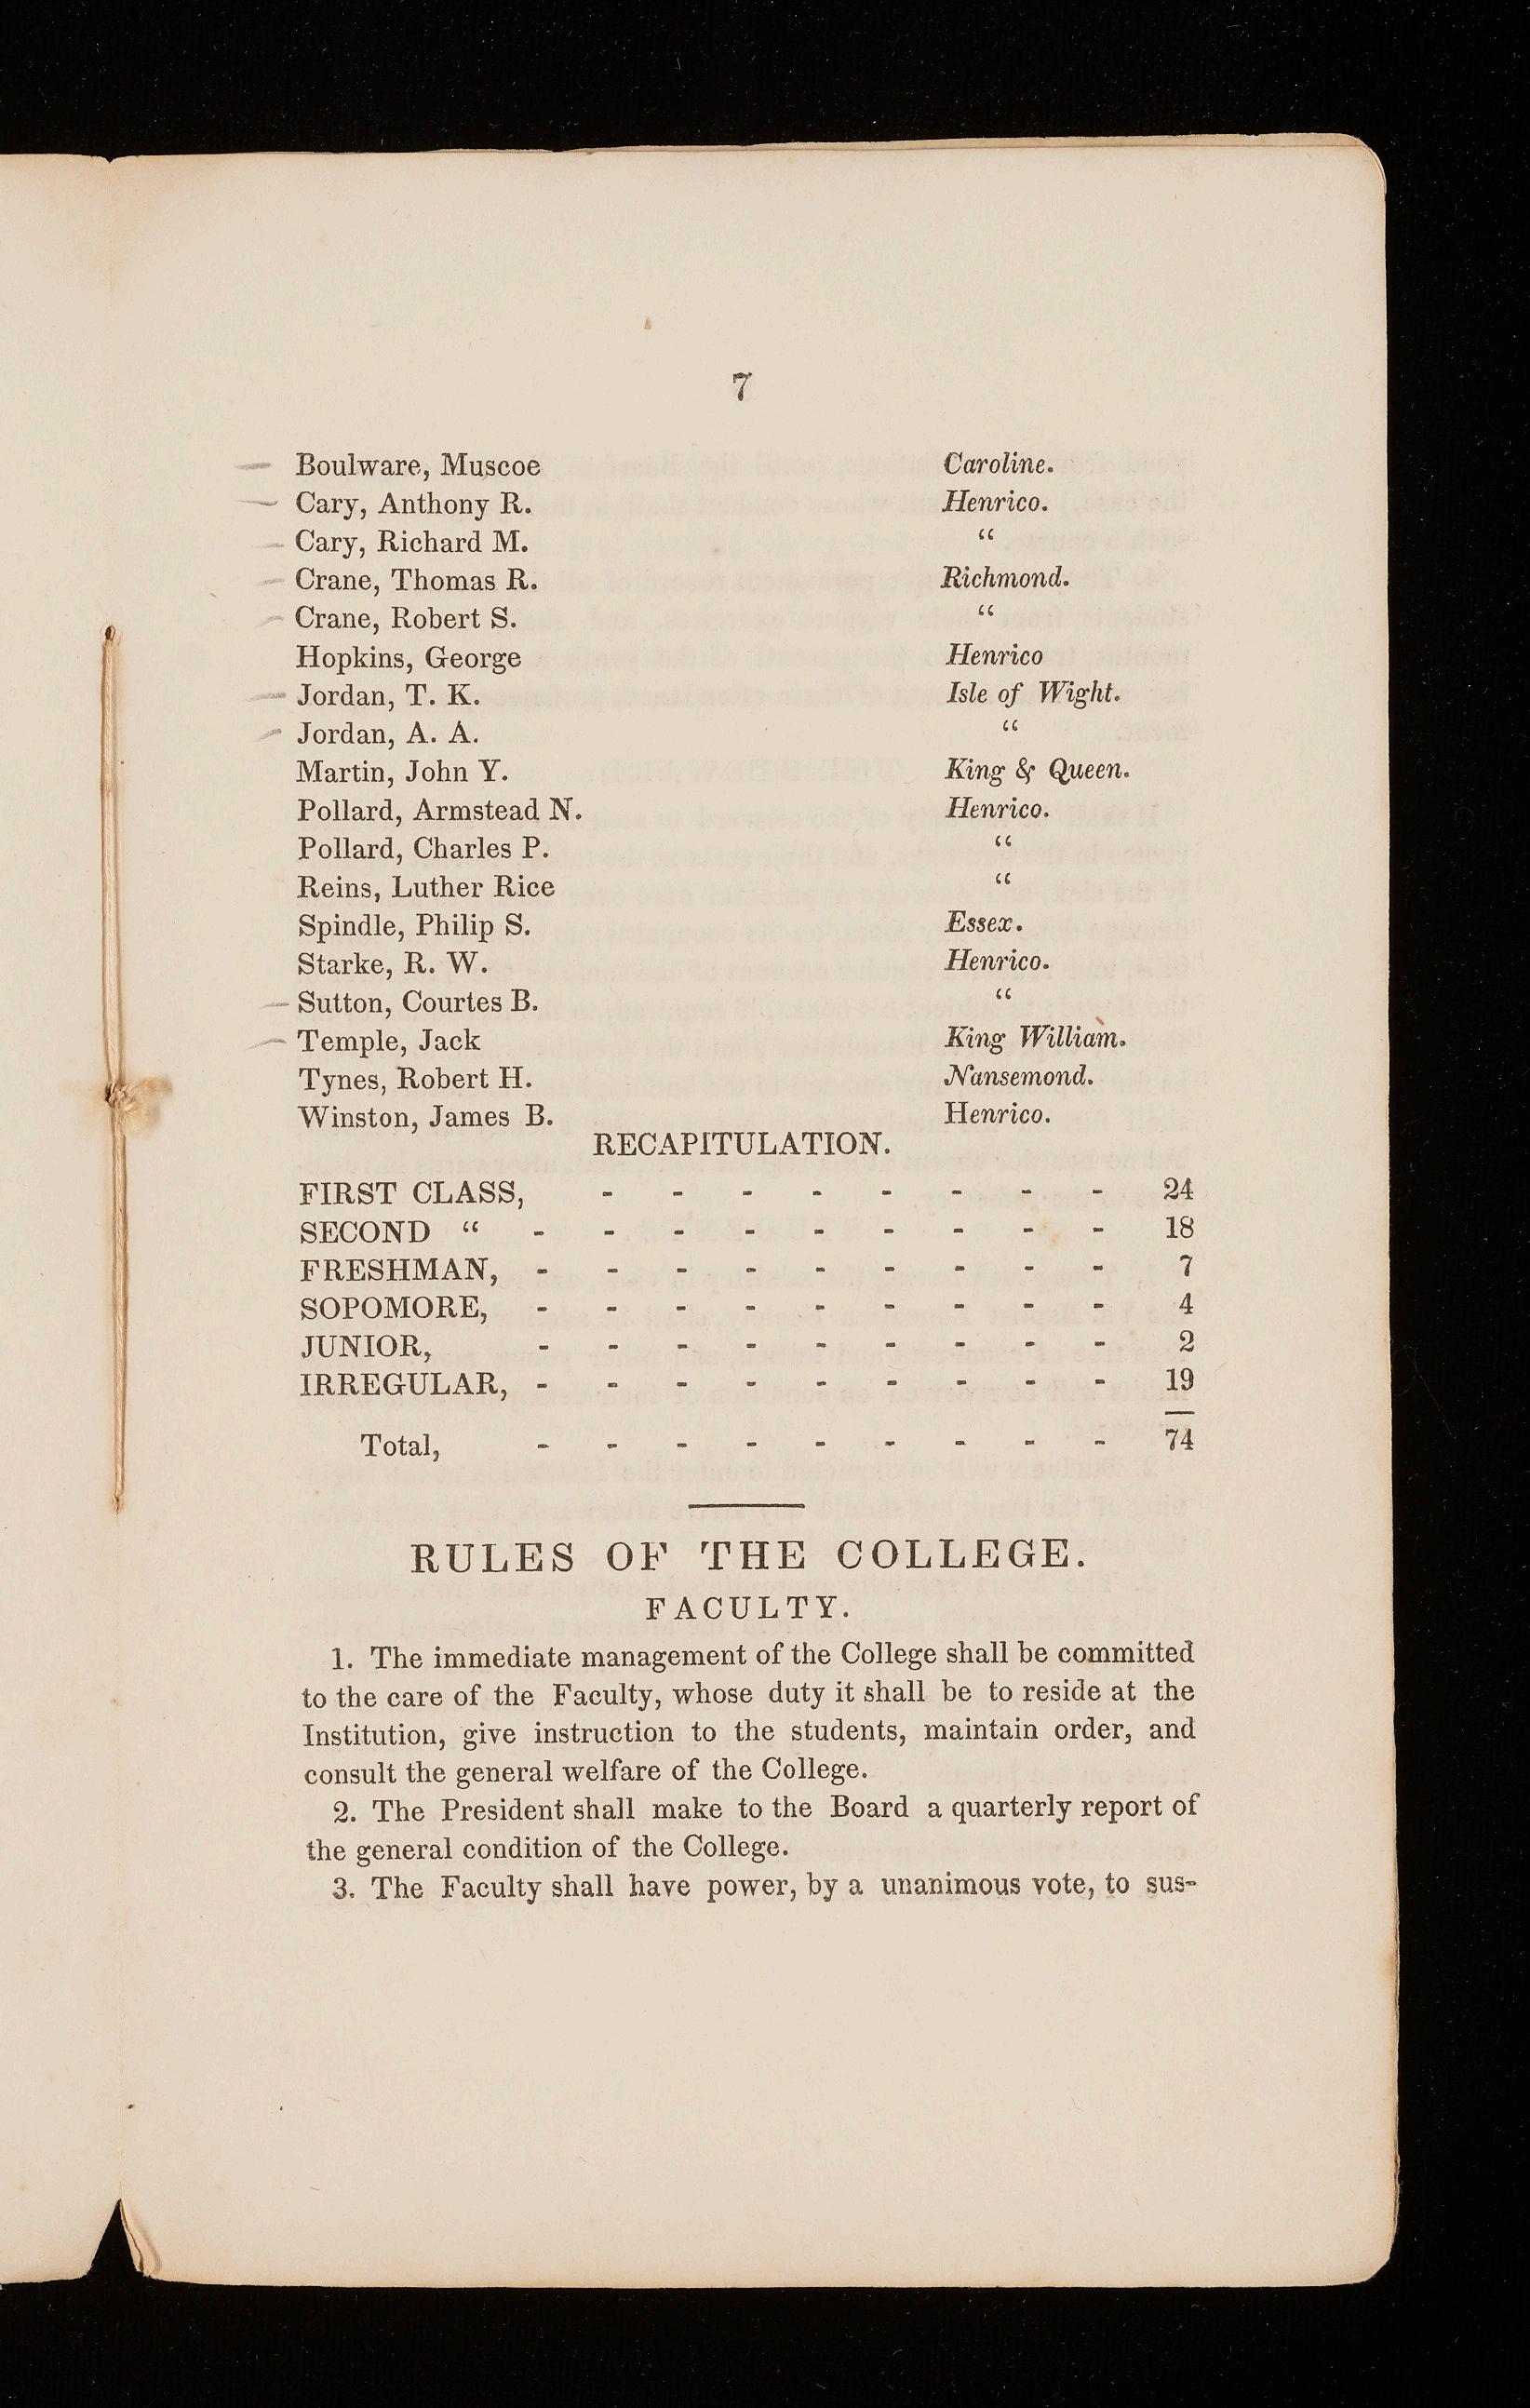 7
Boulware, Muscoe Caroline.
Cary, Anthony R. Henrico.
Cary, Richard M. “
Crane, Thomas R. Richmond.
Crane, Robert S. “
Hopkins, George Henrico
Jordan, T. K. Isle of Wight.
Jordan, A. A. “
Martin, John Y. King & Queen.
Pollard, Armstead N. Henrico.
Pollard, Charles P. “
Reins, Luther Rice “
Spindle, Philip S. Essex.
Starke, R. W. Henrico.
Sutton, Courtes B. “
Temple, Jack King William.
Tynes, Robert H. Nansemond.
Winston, James B. Henrico.
RECAPITULATION.
FIRST CLASS, - - - - - - - - 24
SECOND “ - - - - - - - - - 18
FRESHMAN, - - - - - - - - - 7
SOPOMORE, - - - - - - - - - 4
JUNIOR, - - - - - - - - - 2
IRREGULAR, - - - - - - - - - 19
Total, - - - - - - - - - 74
RULES OF THE COLLEGE.
FACULTY.
1. The immediate management of the College shall be committed
to the care of the Faculty, whose duty it shall be to reside at the
Institution, give instruction to the students, maintain order, and
consult the general welfare of the College.
2. The President shall make to the Board a quarterly report of
the general condition of the College.
3. The Faculty shall have power, by a unanimous vote, to sus-